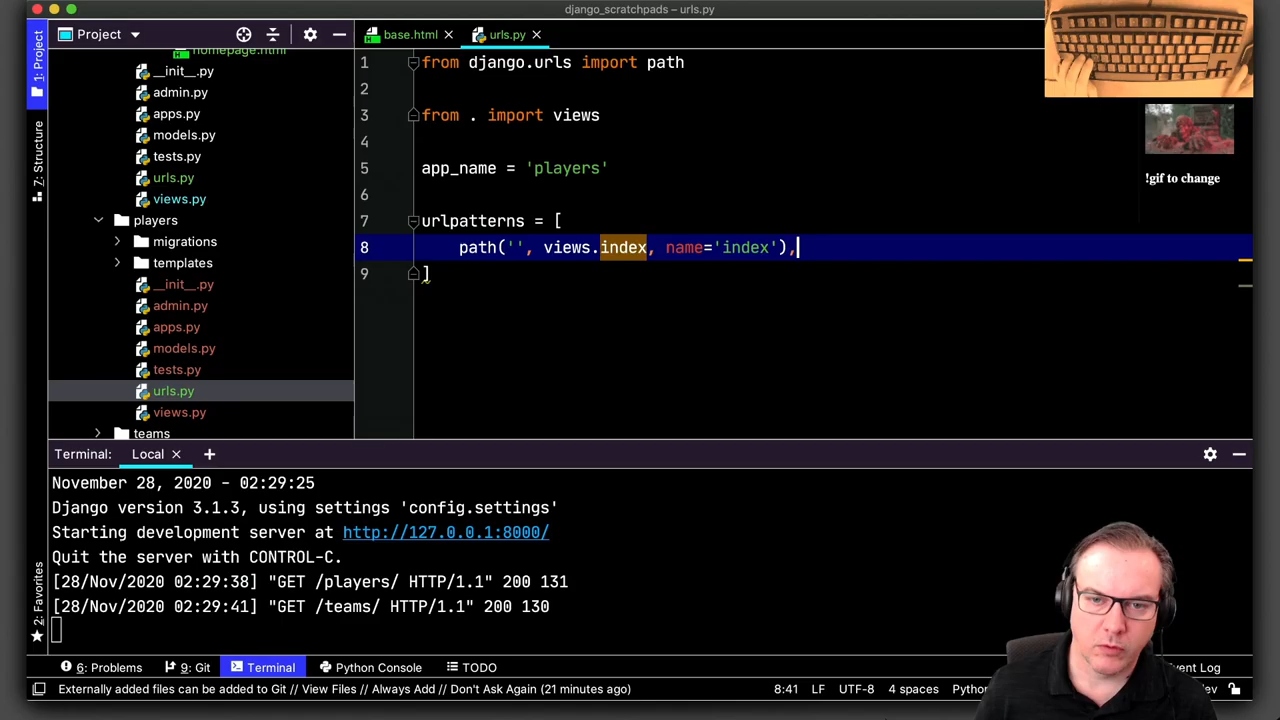 django_scratchpads – urls.py
Project
base.html
urls.py
1: Project
7: Structure
2: Favorites
homepage.html
__init__.py
admin.py
apps.py
models.py
tests.py
urls.py
views.py
players
migrations
templates
__init__.py
admin.py
apps.py
models.py
tests.py
urls.py
views.py
teams
1 from django.urls import path
2
3 from . import views
4
5 app_name = 'players'
6
7 urlpatterns = [
8 path('', views.index, name='index'),
9 ]
!gif to change
Terminal: Local +
November 28, 2020 - 02:29:25
Django version 3.1.3, using settings 'config.settings'
Starting development server at http://127.0.0.1:8000/
Quit the server with CONTROL-C.
[28/Nov/2020 02:29:38] "GET /players/ HTTP/1.1" 200 131
[28/Nov/2020 02:29:41] "GET /teams/ HTTP/1.1" 200 130
6: Problems 9: Git Terminal Python Console TODO
Log
Externally added files can be added to Git // View Files // Always Add // Don't Ask Again (21 minutes ago)
8:41 LF UTF-8 4 spaces